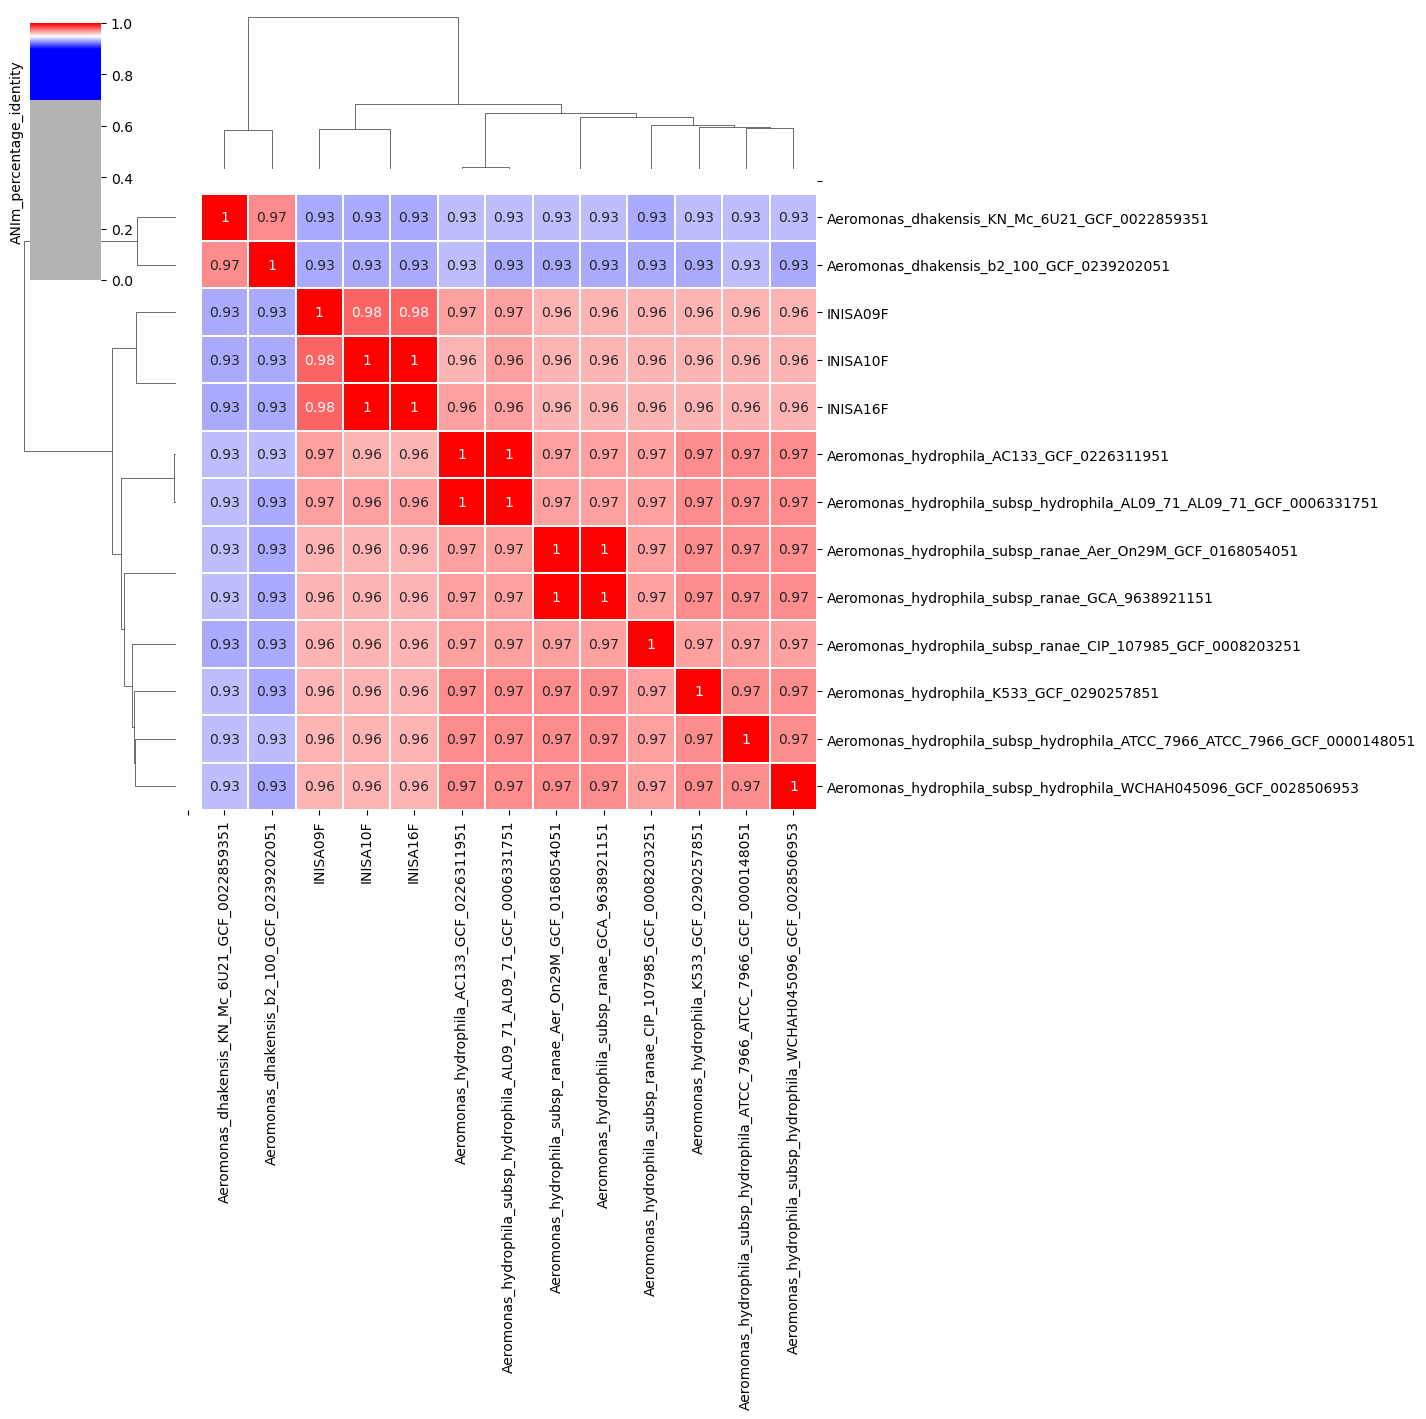 ANIm_percentage_identity
1.0
0.8
0.6
0.4
0.2
0.0
1 0.97 0.93 0.93 0.93 0.93 0.93 0.93 0.93 0.93 0.93 0.93 0.93 Aeromonas_dhakensis_KN_Mc_6U21_GCF_0022859351
0.97 1 0.93 0.93 0.93 0.93 0.93 0.93 0.93 0.93 0.93 0.93 0.93 Aeromonas_dhakensis_b2_100_GCF_0239202051
0.93 0.93 1 0.98 0.98 0.97 0.97 0.96 0.96 0.96 0.96 0.96 0.96 INISA09F
0.93 0.93 0.98 1 1 0.96 0.96 0.96 0.96 0.96 0.96 0.96 0.96 INISA10F
0.93 0.93 0.98 1 1 0.96 0.96 0.96 0.96 0.96 0.96 0.96 0.96 INISA16F
0.93 0.93 0.97 0.96 0.96 1 1 0.97 0.97 0.97 0.97 0.97 0.97 Aeromonas_hydrophila_AC133_GCF_0226311951
0.93 0.93 0.97 0.96 0.96 1 1 0.97 0.97 0.97 0.97 0.97 0.97 Aeromonas_hydrophila_subsp_hydrophila_AL09_71_AL09_71_GCF_0006331751
0.93 0.93 0.96 0.96 0.96 0.97 0.97 1 1 0.97 0.97 0.97 0.97 Aeromonas_hydrophila_subsp_ranae_Aer_On29M_GCF_0168054051
0.93 0.93 0.96 0.96 0.96 0.97 0.97 1 1 0.97 0.97 0.97 0.97 Aeromonas_hydrophila_subsp_ranae_GCA_9638921151
0.93 0.93 0.96 0.96 0.96 0.97 0.97 0.97 0.97 1 0.97 0.97 0.97 Aeromonas_hydrophila_subsp_ranae_CIP_107985_GCF_0008203251
0.93 0.93 0.96 0.96 0.96 0.97 0.97 0.97 0.97 0.97 1 0.97 0.97 Aeromonas_hydrophila_K533_GCF_0290257851
0.93 0.93 0.96 0.96 0.96 0.97 0.97 0.97 0.97 0.97 0.97 1 0.97 Aeromonas_hydrophila_subsp_hydrophila_ATCC_7966_ATCC_7966_GCF_0000148051
0.93 0.93 0.96 0.96 0.96 0.97 0.97 0.97 0.97 0.97 0.97 0.97 1 Aeromonas_hydrophila_subsp_hydrophila_WCHAH045096_GCF_0028506953
Aeromonas_dhakensis_KN_Mc_6U21_GCF_0022859351
Aeromonas_dhakensis_b2_100_GCF_0239202051
INISA09F
INISA10F
INISA16F
Aeromonas_hydrophila_AC133_GCF_0226311951
Aeromonas_hydrophila_subsp_hydrophila_AL09_71_AL09_71_GCF_0006331751
Aeromonas_hydrophila_subsp_ranae_Aer_On29M_GCF_0168054051
Aeromonas_hydrophila_subsp_ranae_GCA_9638921151
Aeromonas_hydrophila_subsp_ranae_CIP_107985_GCF_0008203251
Aeromonas_hydrophila_K533_GCF_0290257851
Aeromonas_hydrophila_subsp_hydrophila_ATCC_7966_ATCC_7966_GCF_0000148051
Aeromonas_hydrophila_subsp_hydrophila_WCHAH045096_GCF_0028506953